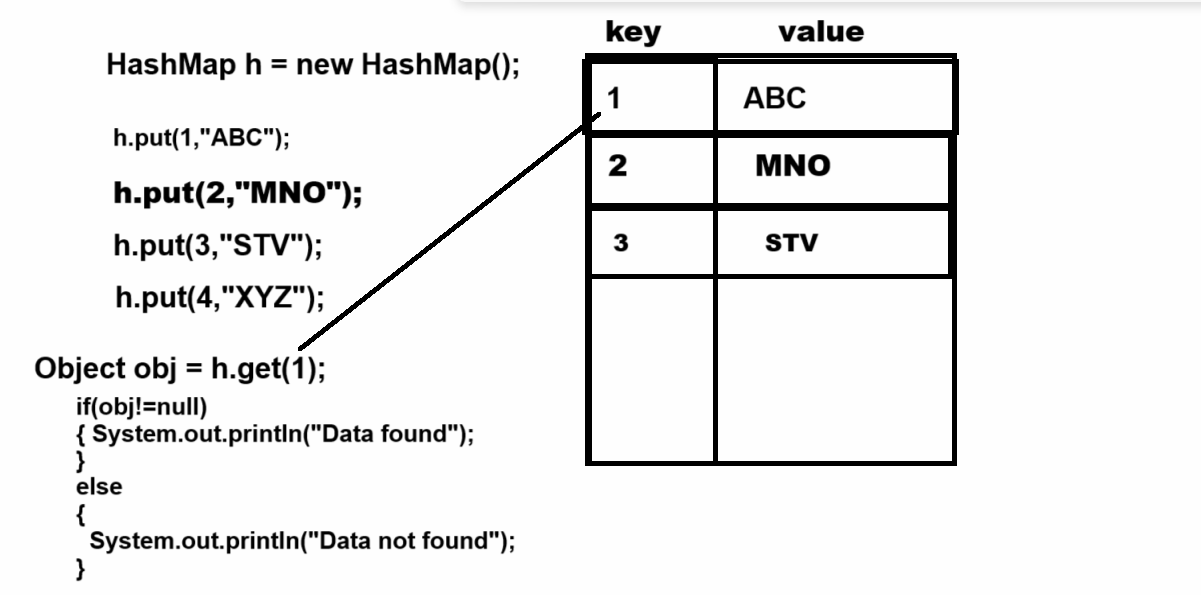 key value
HashMap h = new HashMap();
1 ABC
h.put(1,"ABC");
2 MNO
h.put(2,"MNO");
3 STV
h.put(3,"STV");
h.put(4,"XYZ");
Object obj = h.get(1);
if(obj!=null)
{ System.out.println("Data found");
}
else
{
System.out.println("Data not found");
}